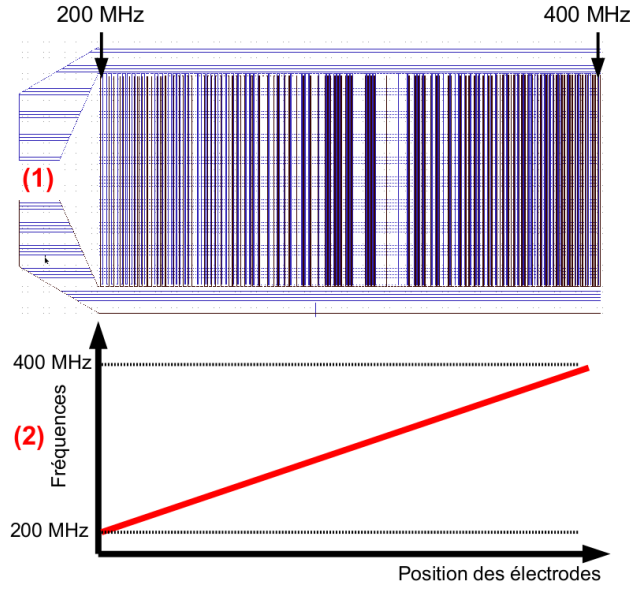 200 MHz 400 MHz
(1)
400 MHz
(2)
Fréquences
200 MHz
Position des électrodes